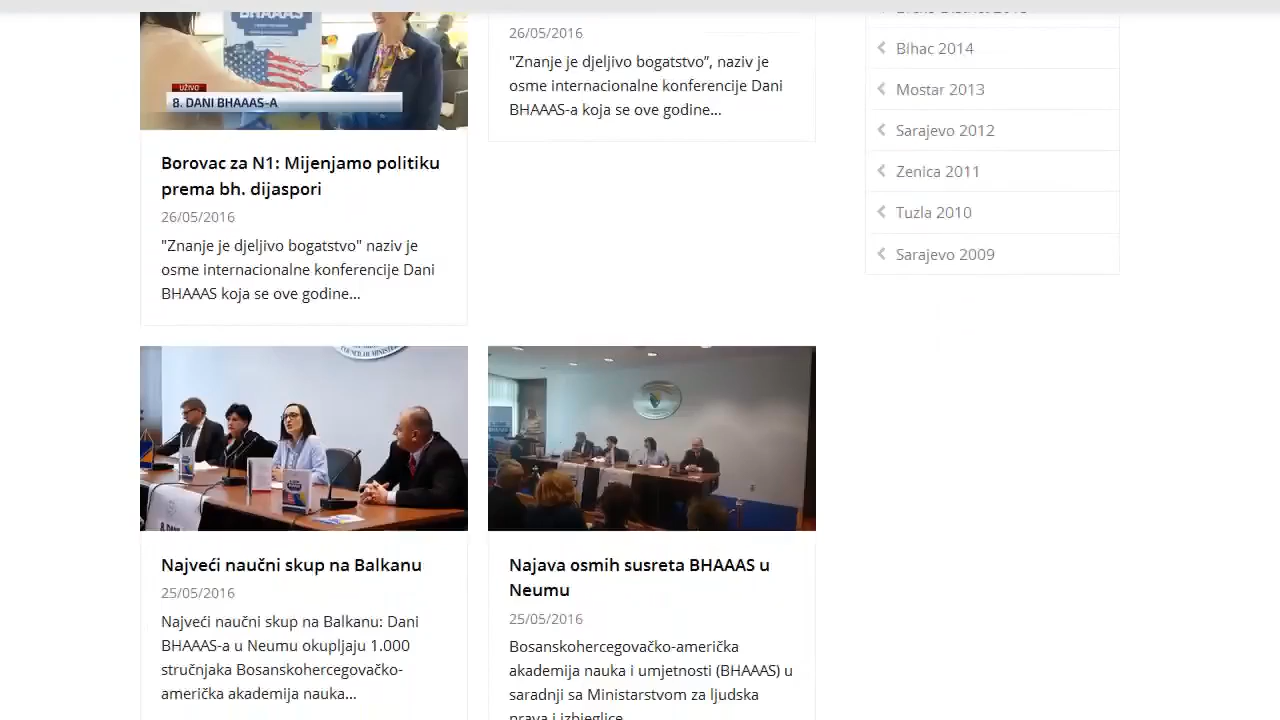 BHAAAS
UŽIVO
8. DANI BHAAAS-A
Borovac za N1: Mijenjamo politiku
prema bh. dijaspori
26/05/2016
"Znanje je djeljivo bogatstvo" naziv je
osme internacionalne konferencije Dani
BHAAAS koja se ove godine...
26/05/2016
"Znanje je djeljivo bogatstvo”, naziv je
osme internacionalne konferencije Dani
BHAAAS-a koja se ove godine...
Bihac 2014
Mostar 2013
Sarajevo 2012
Zenica 2011
Tuzla 2010
Sarajevo 2009
Najveći naučni skup na Balkanu
25/05/2016
Najveći naučni skup na Balkanu: Dani
BHAAAS-a u Neumu okupljaju 1.000
stručnjaka Bosanskohercegovačko-
američka akademija nauka...
Najava osmih susreta BHAAAS u
Neumu
25/05/2016
Bosanskohercegovačko-američka
akademija nauka i umjetnosti (BHAAAS) u
saradnji sa Ministarstvom za ljudska
prava i izbjeglice